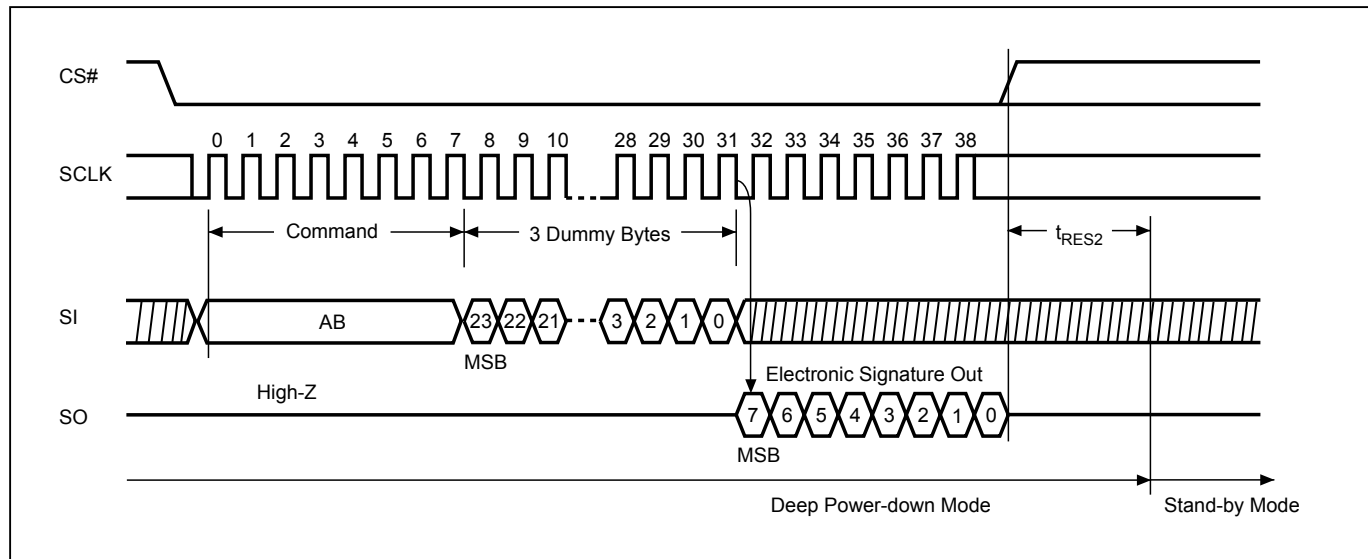 CS#
0 1 2 3 4 5 6 7 8 9 10 28 29 30 31 32 33 34 35 36 37 38
SCLK
Command 3 Dummy Bytes tRES2
SI AB 23 22 21 3 2 1 0
MSB
High-Z Electronic Signature Out
SO 7 6 5 4 3 2 1 0
MSB
Deep Power-down Mode Stand-by Mode